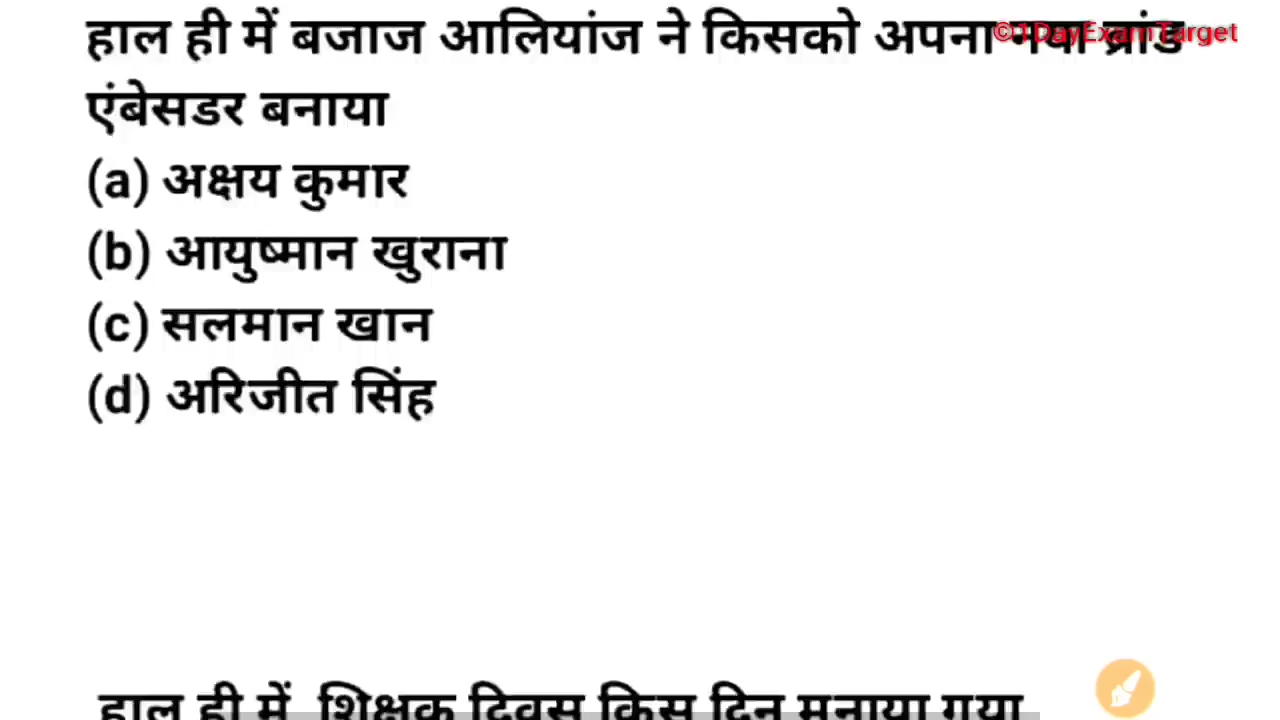 हाल ही में बजाज आलियांज ने किसको अपना नया ब्रांड
©1DayExamTarget
एंबेसडर बनाया
(a) अक्षय कुमार
(b) आयुष्मान खुराना
(c) सलमान खान
(d) अरिजीत सिंह
हाल ही में शिक्षक दिवस किस दिन मनाया गया